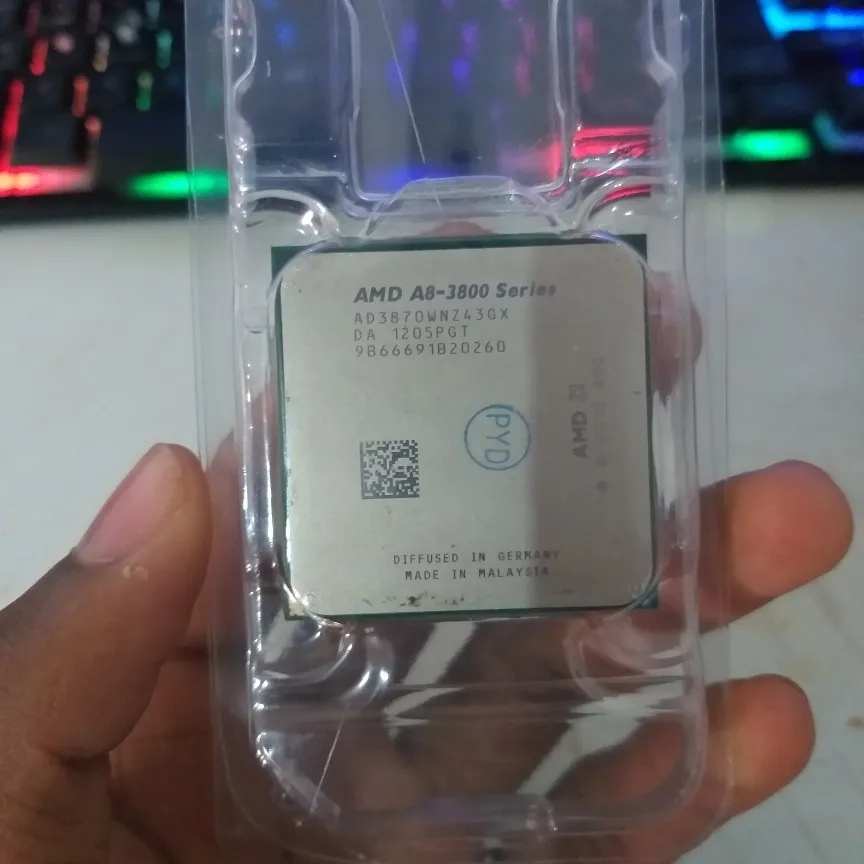 AMD A8-3800 Series
AD3870WNZ43GX
DA 1205PGT
9B66691B20260
PYD
AMD
DIFFUSED IN GERMANY
MADE IN MALAYSIA